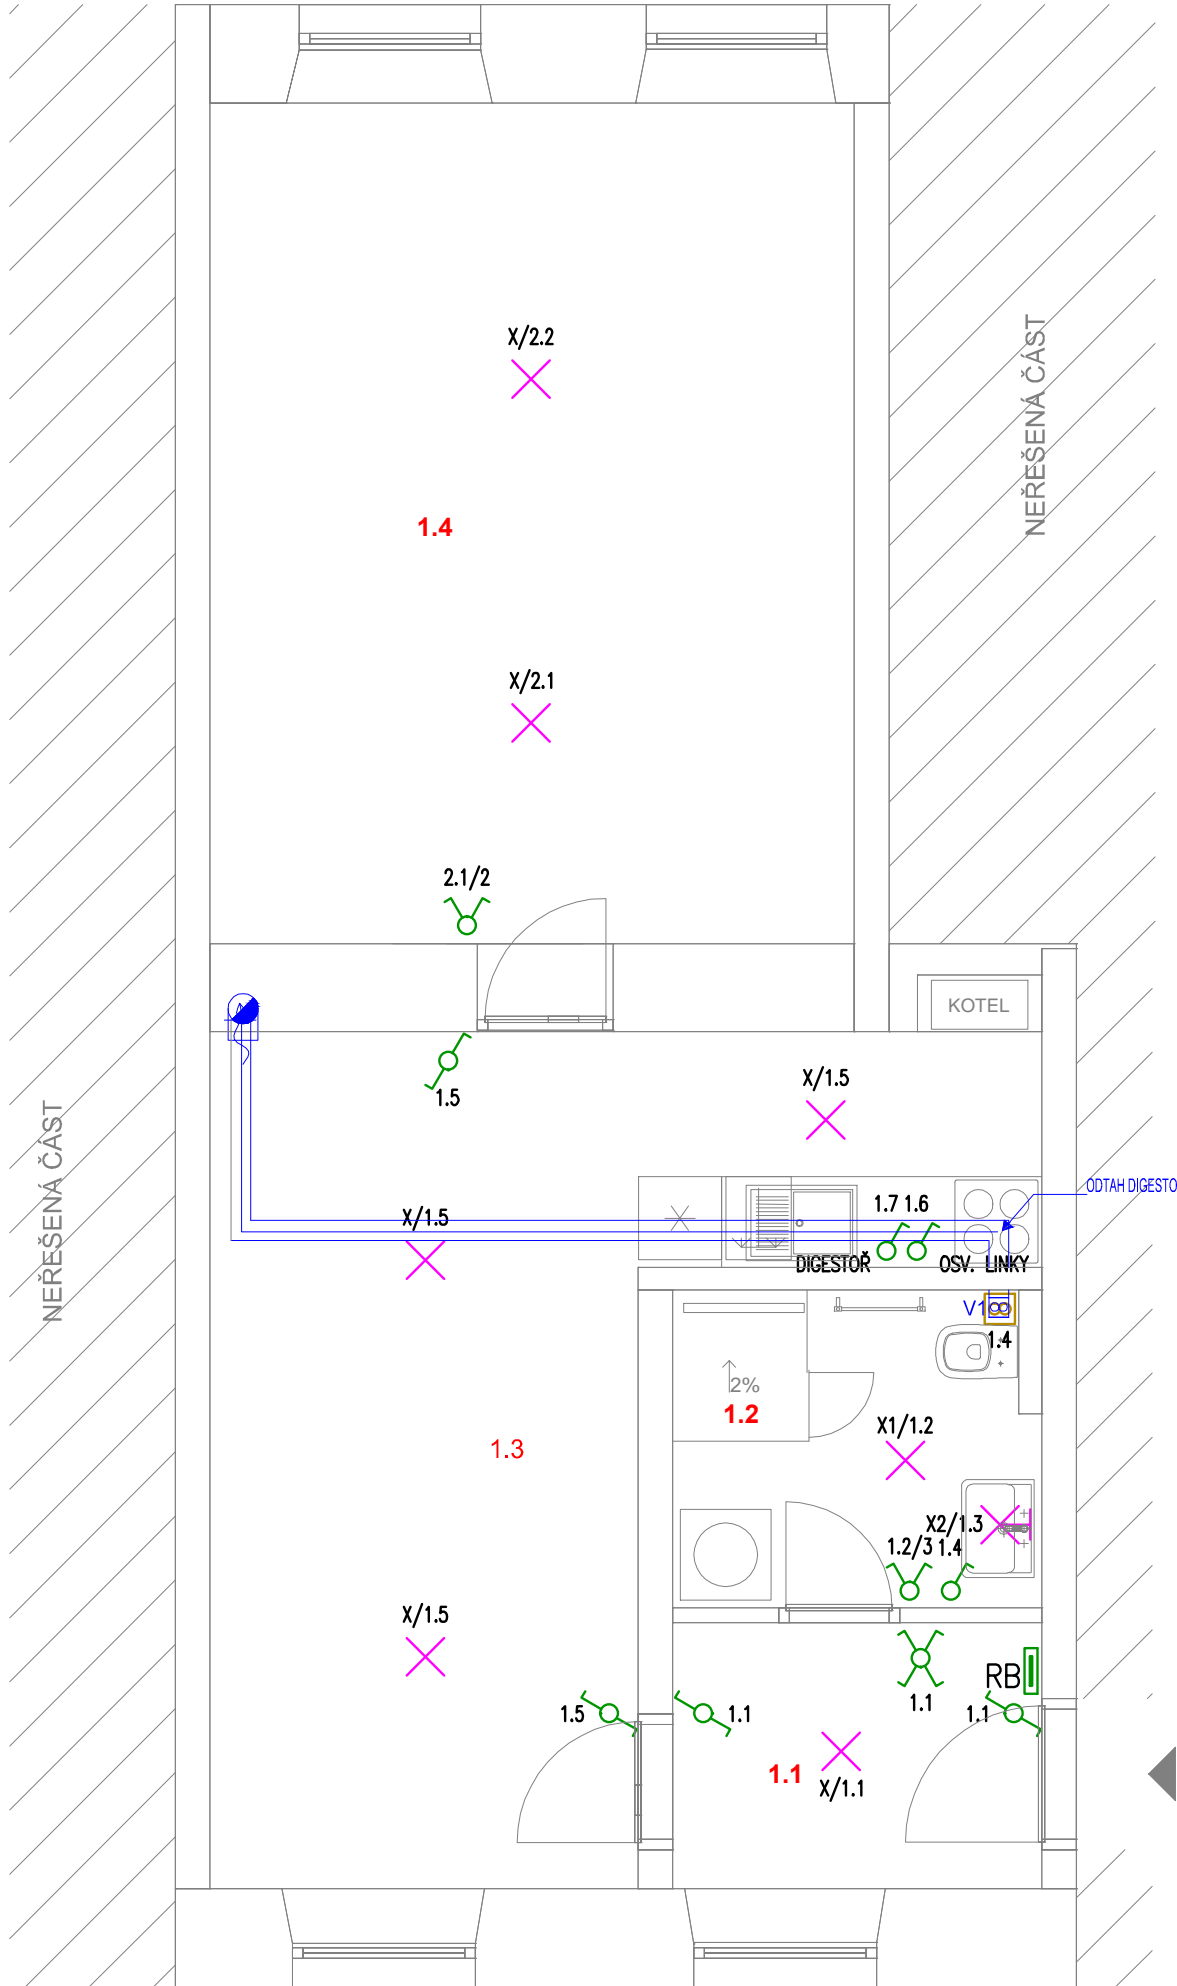 X/2.2
NEŘEŠENÁ ČÁST
1.4
X/2.1
2.1/2
KOTEL
1.5
X/1.5
NEŘEŠENÁ ČÁST
ODTAH DIGESTO
1.7 1.6
X/1.5
DIGESTOŘ
OSV. LINKY
V1
1.4
2%
1.2
X1/1.2
1.3
X2/1.3
1.2/3 1.4
X/1.5
RB
1.1
1.5
1.1
1.1
1.1
X/1.1